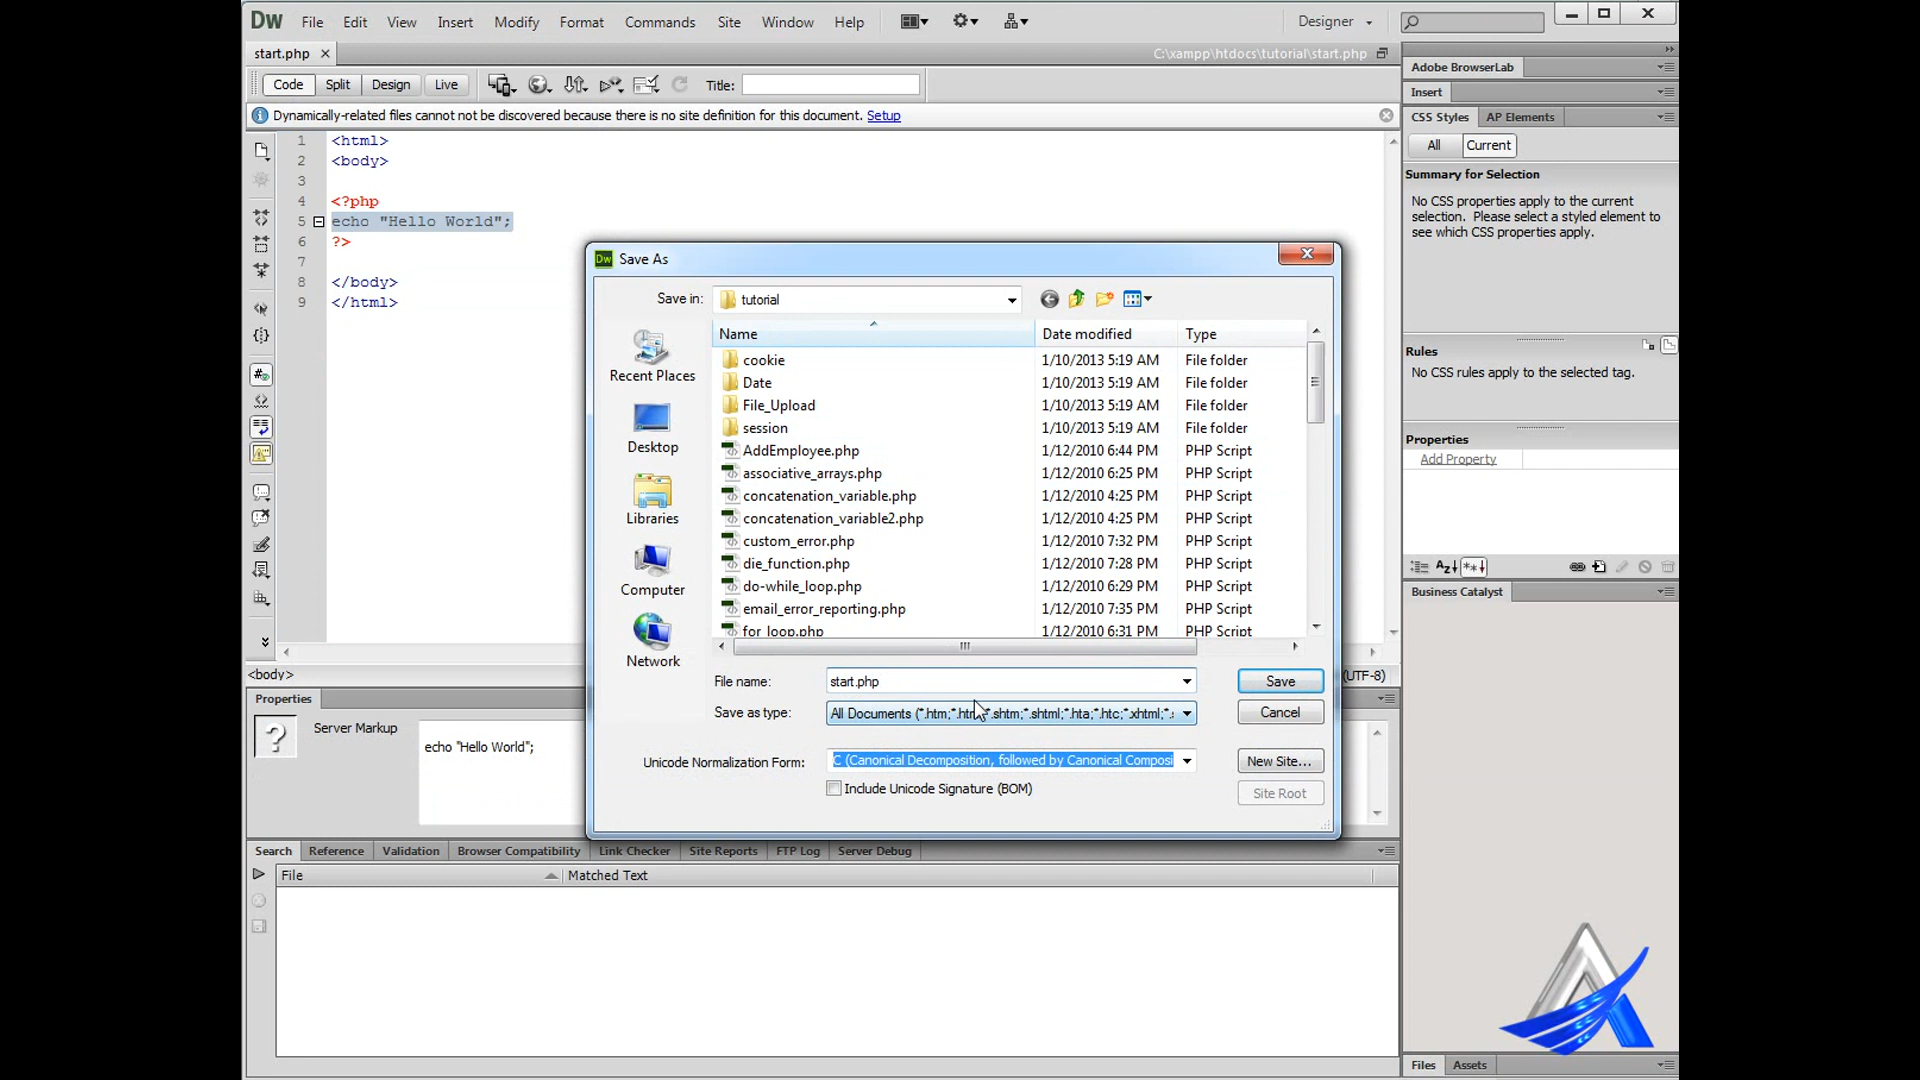 Dw File Edit View Insert Modify Format Commands Site Window Help Designer
start.php C:\xampp\htdocs\tutorial\start.php
Code Split Design Live Title:
Dynamically-related files cannot not be discovered because there is no site definition for this document. Setup
1 <html>
2 <body>
3
4 <?php
5 echo "Hello World";
6 ?>
7
8 </body>
9 </html>
Dw Save As
Save in: tutorial
Recent Places
Desktop
Libraries
Computer
Network
Name Date modified Type
cookie 1/10/2013 5:19 AM File folder
Date 1/10/2013 5:19 AM File folder
File_Upload 1/10/2013 5:19 AM File folder
session 1/10/2013 5:19 AM File folder
AddEmployee.php 1/12/2010 6:44 PM PHP Script
associative_arrays.php 1/12/2010 6:25 PM PHP Script
concatenation_variable.php 1/12/2010 4:25 PM PHP Script
concatenation_variable2.php 1/12/2010 4:25 PM PHP Script
custom_error.php 1/12/2010 7:32 PM PHP Script
die_function.php 1/12/2010 7:28 PM PHP Script
do-while_loop.php 1/12/2010 6:29 PM PHP Script
email_error_reporting.php 1/12/2010 7:35 PM PHP Script
for_loop.php 1/12/2010 6:31 PM PHP Script
File name: start.php Save
Save as type: All Documents (*.htm;*.htm *.shtm;*.shtml;*.hta;*.htc;*.xhtml;*. Cancel
Unicode Normalization Form: C (Canonical Decomposition, followed by Canonical Composi New Site...
Include Unicode Signature (BOM) Site Root
<body> (UTF-8)
Properties
Server Markup
echo "Hello World";
Search Reference Validation Browser Compatibility Link Checker Site Reports FTP Log Server Debug
File Matched Text
Adobe BrowserLab
Insert
CSS Styles AP Elements
All Current
Summary for Selection
No CSS properties apply to the current
selection. Please select a styled element to
see which CSS properties apply.
Rules
No CSS rules apply to the selected tag.
Properties
Add Property
Business Catalyst
Files Assets